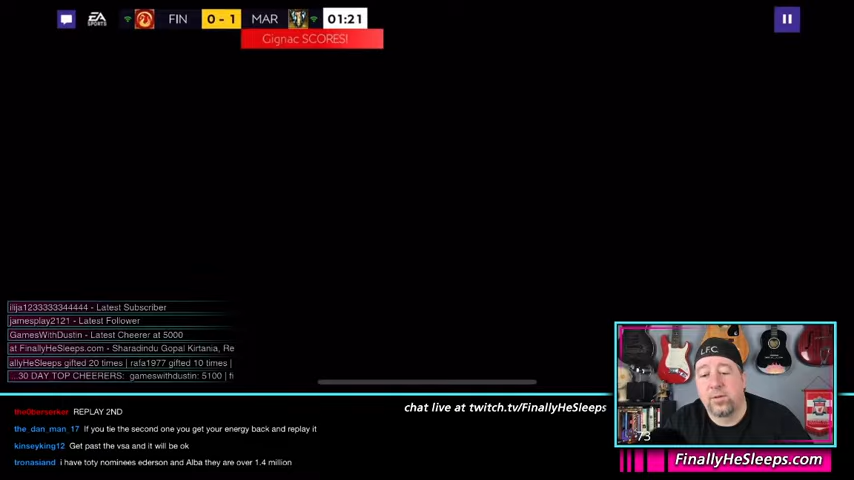 EA SPORTS FIN 0 - 1 MAR 01:21
Gignac SCORES!
ilija1233333344444 - Latest Subscriber
jamesplay2121 - Latest Follower
GamesWithDustin - Latest Cheerer at 5000
at FinallyHeSleeps.com - Sharadindu Gopal Kirtania, Re
allyHeSleeps gifted 20 times | rafa1977 gifted 10 times |
...30 DAY TOP CHEERERS: gameswithdustin: 5100 | fi
L.F.C.
73
chat live at twitch.tv/FinallyHeSleeps
the0berserker REPLAY 2ND
the_dan_man_17 If you tie the second one you get your energy back and replay it
kinseyking12 Get past the vsa and it will be ok
tronasiand i have toty nominees ederson and Alba they are over 1.4 million
FinallyHeSleeps.com